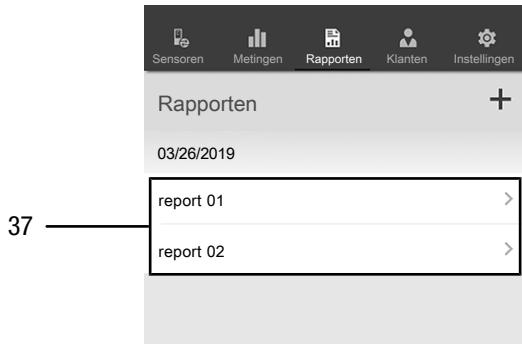 Sensoren Metingen Rapporten Klanten Instellingen
Rapporten +
03/26/2019
37
report 01
report 02